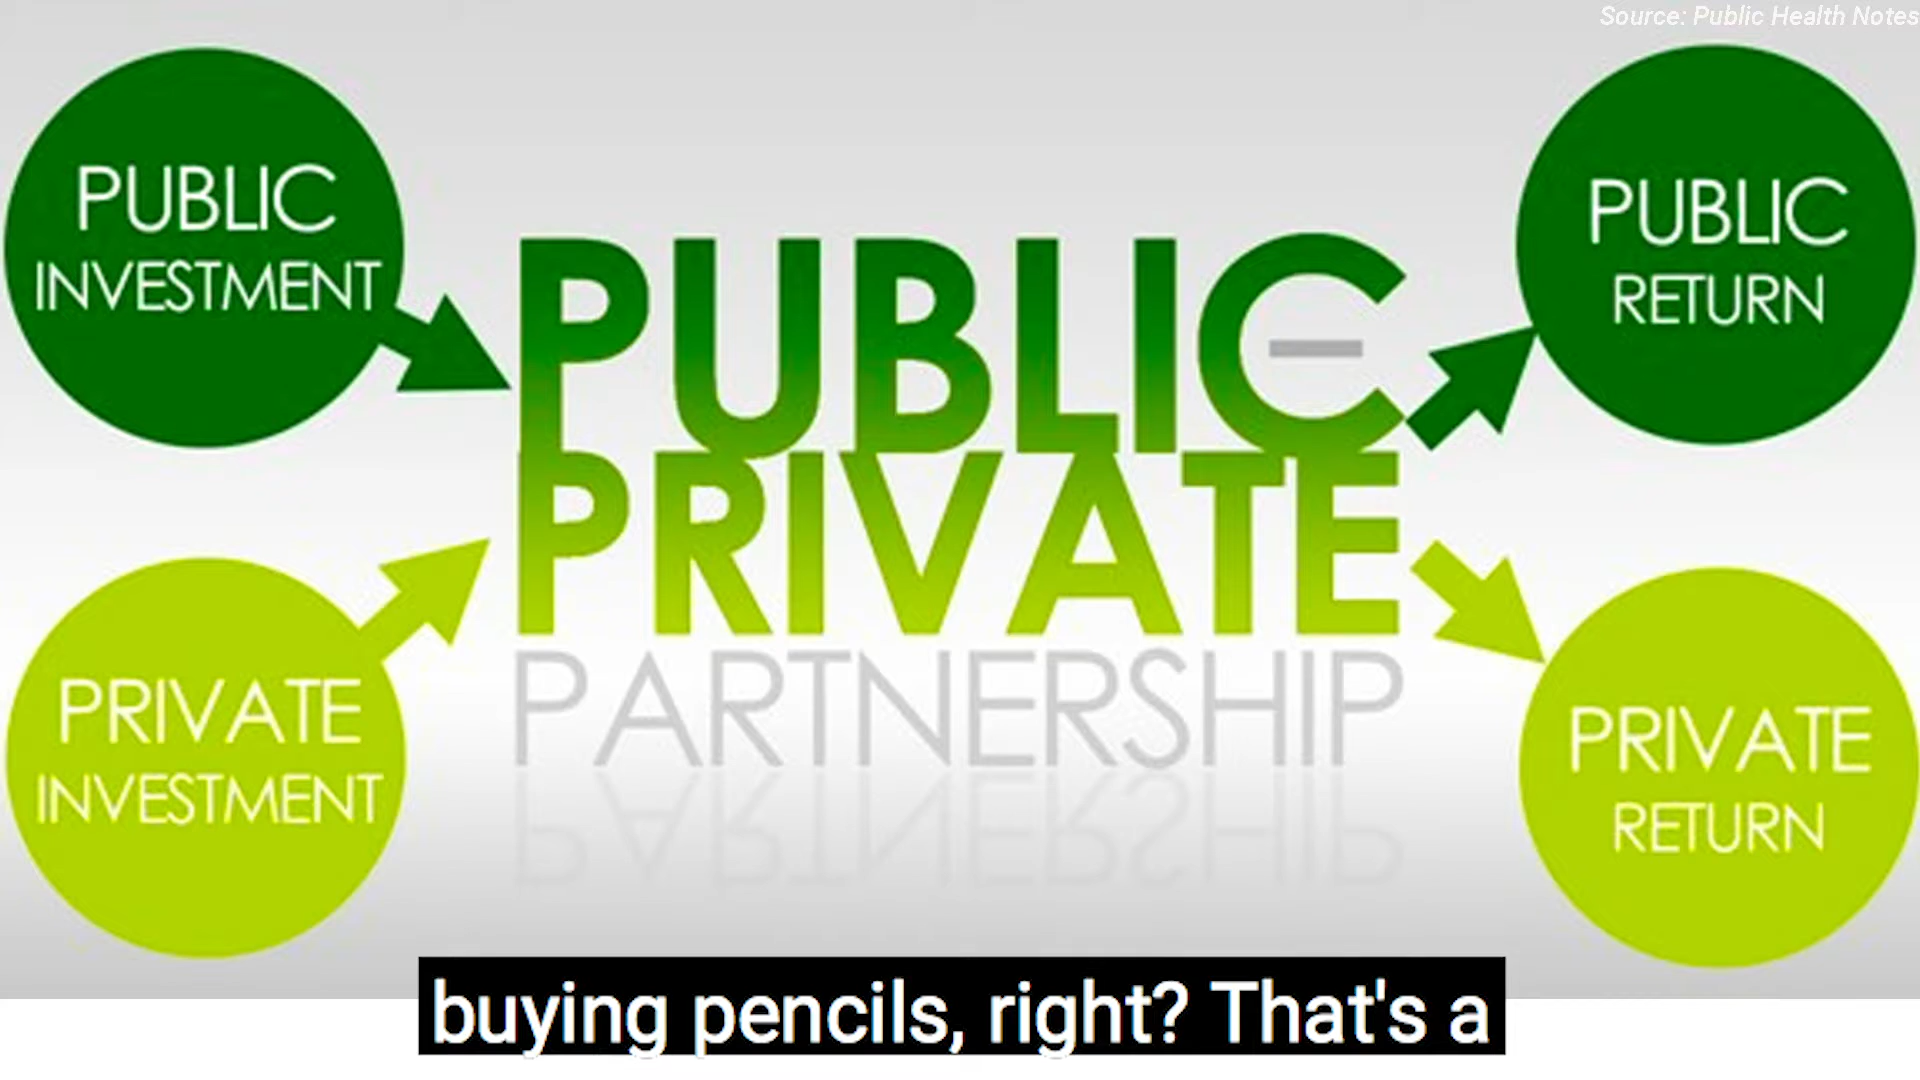 Source: Public Health Notes
PUBLIC
INVESTMENT
PUBLIC
RETURN
PUBLIC-
PRIVATE
PARTNERSHIP
PRIVATE
INVESTMENT
PRIVATE
RETURN
buying pencils, right? That's a